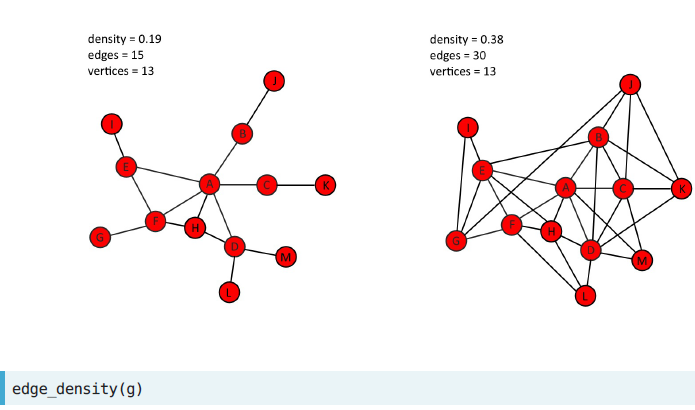 density = 0.19
edges = 15
vertices = 13
J
I
B
E
A
C
K
F
H
G
D
M
L
density = 0.38
edges = 30
vertices = 13
J
I
B
E
A
C
K
F
H
G
D
M
L
edge_density(g)